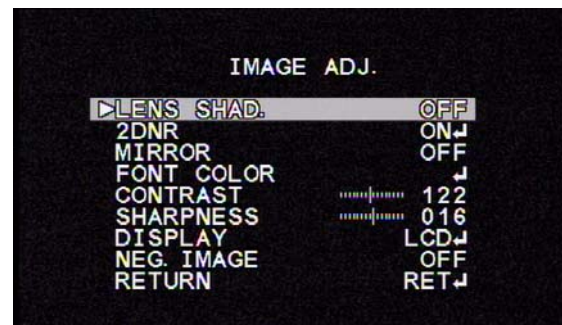 IMAGE ADJ.
▷LENS SHAD. OFF
2DNR ON↲
MIRROR OFF
FONT COLOR ↲
CONTRAST 122
SHARPNESS 016
DISPLAY LCD↲
NEG. IMAGE OFF
RETURN RET↲